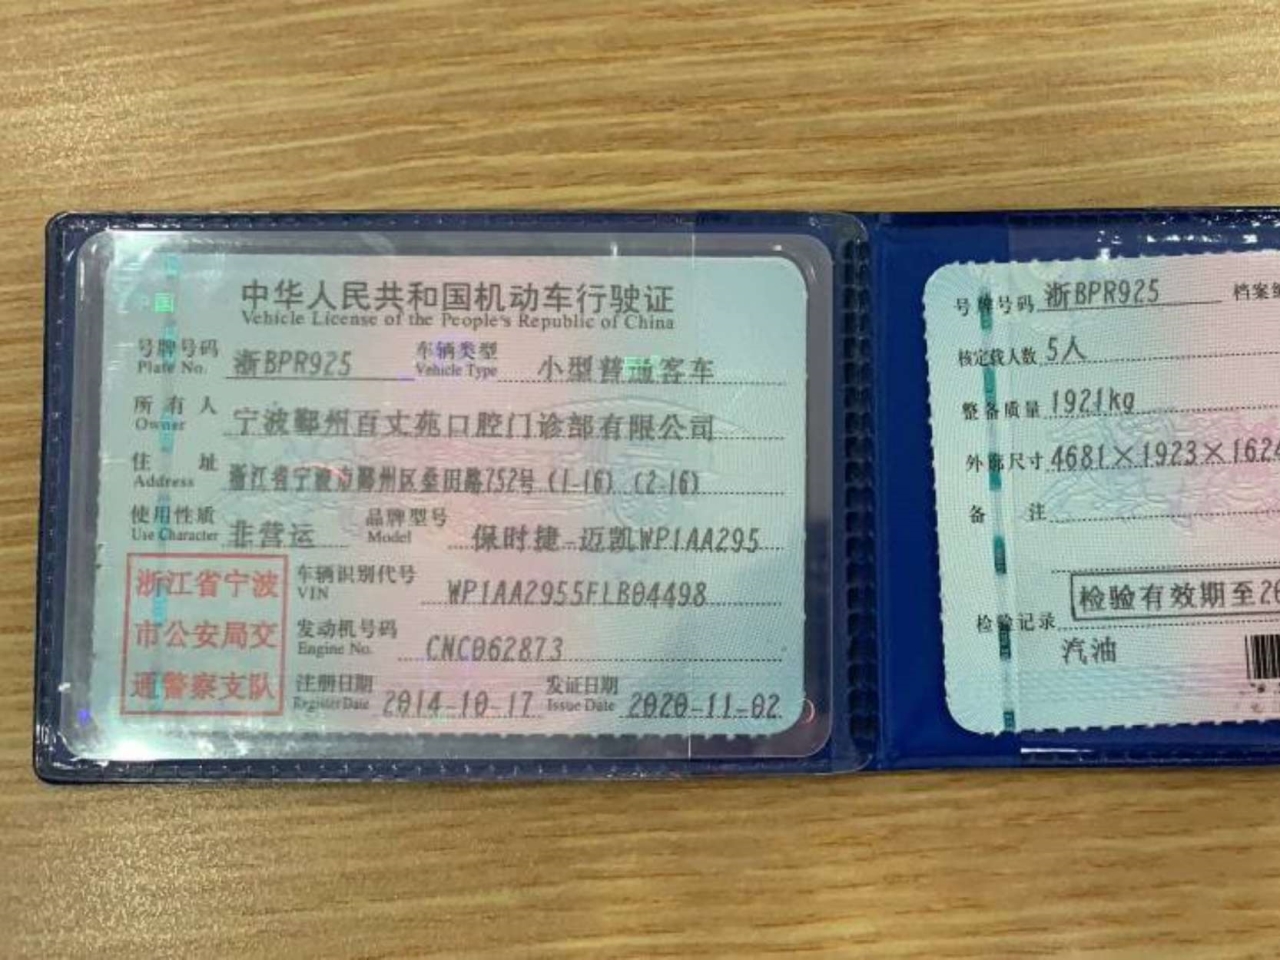 中国
中华人民共和国机动车行驶证
Vehicle License of the People's Republic of China
号牌号码 浙BPR925 车辆类型 小型普通客车
Plate No. Vehicle Type
所有人 宁波鄞州百丈苑口腔门诊部有限公司
Owner
住址 浙江省宁波市鄞州区桑田路752号 (1-16) (2-16)
Address
使用性质 非营运 品牌型号 保时捷-迈凯WP1AA295
Use Character Model
浙江省宁波
市公安局交
通警察支队
车辆识别代号 WP1AA2955FLB04498
VIN
发动机号码 CNC062873
Engine No.
注册日期 2014-10-17 发证日期 2020-11-02
Register Date Issue Date
号牌号码 浙BPR925 档案编
核定载人数 5人
整备质量 1921kg
外廓尺寸 4681×1923×1624
备注
检验有效期至20
检验记录
汽油